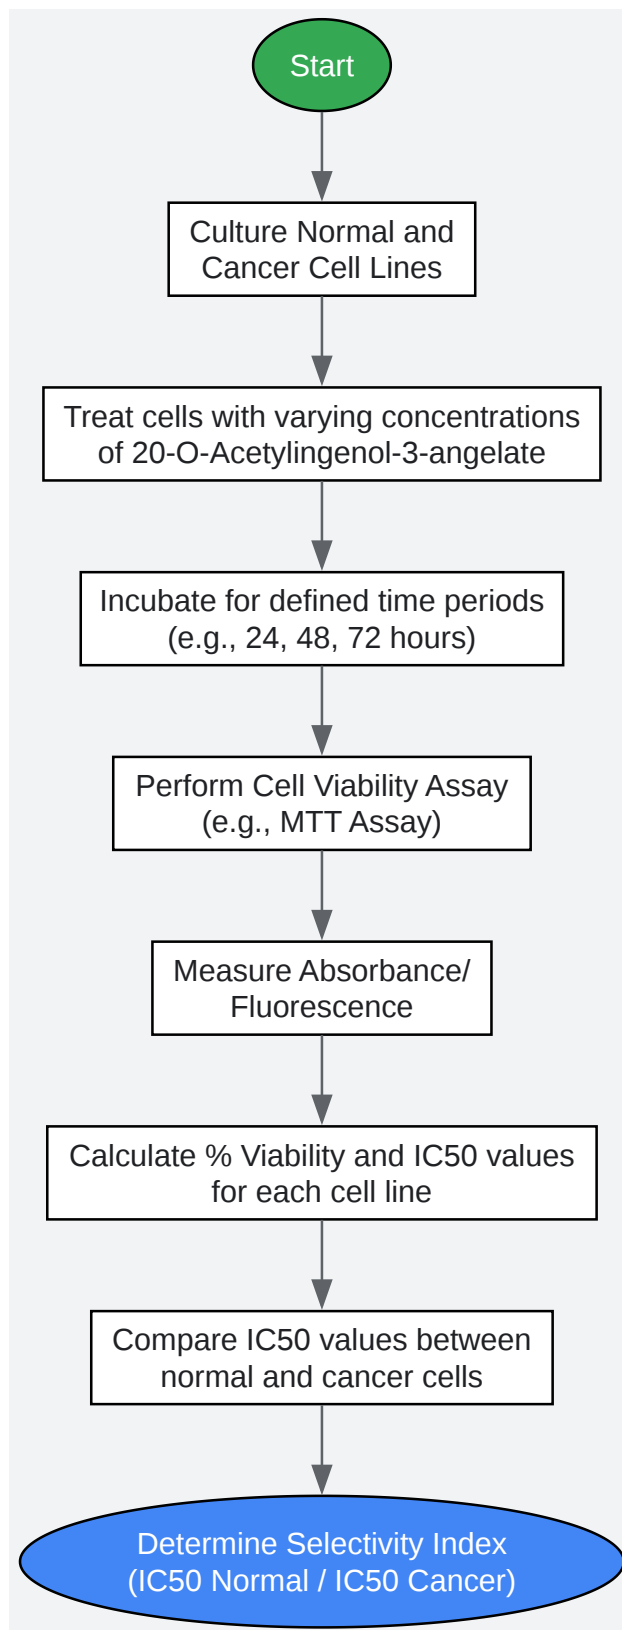 Start
Culture Normal and
Cancer Cell Lines
Treat cells with varying concentrations
of 20-O-Acetylingenol-3-angelate
Incubate for defined time periods
(e.g., 24, 48, 72 hours)
Perform Cell Viability Assay
(e.g., MTT Assay)
Measure Absorbance/
Fluorescence
Calculate % Viability and IC50 values
for each cell line
Compare IC50 values between
normal and cancer cells
Determine Selectivity Index
(IC50 Normal / IC50 Cancer)